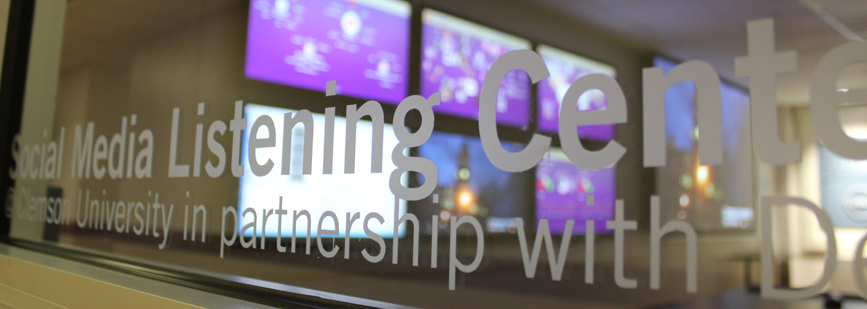 Social Media Listening Cente
@ Clemson University in partnership with De